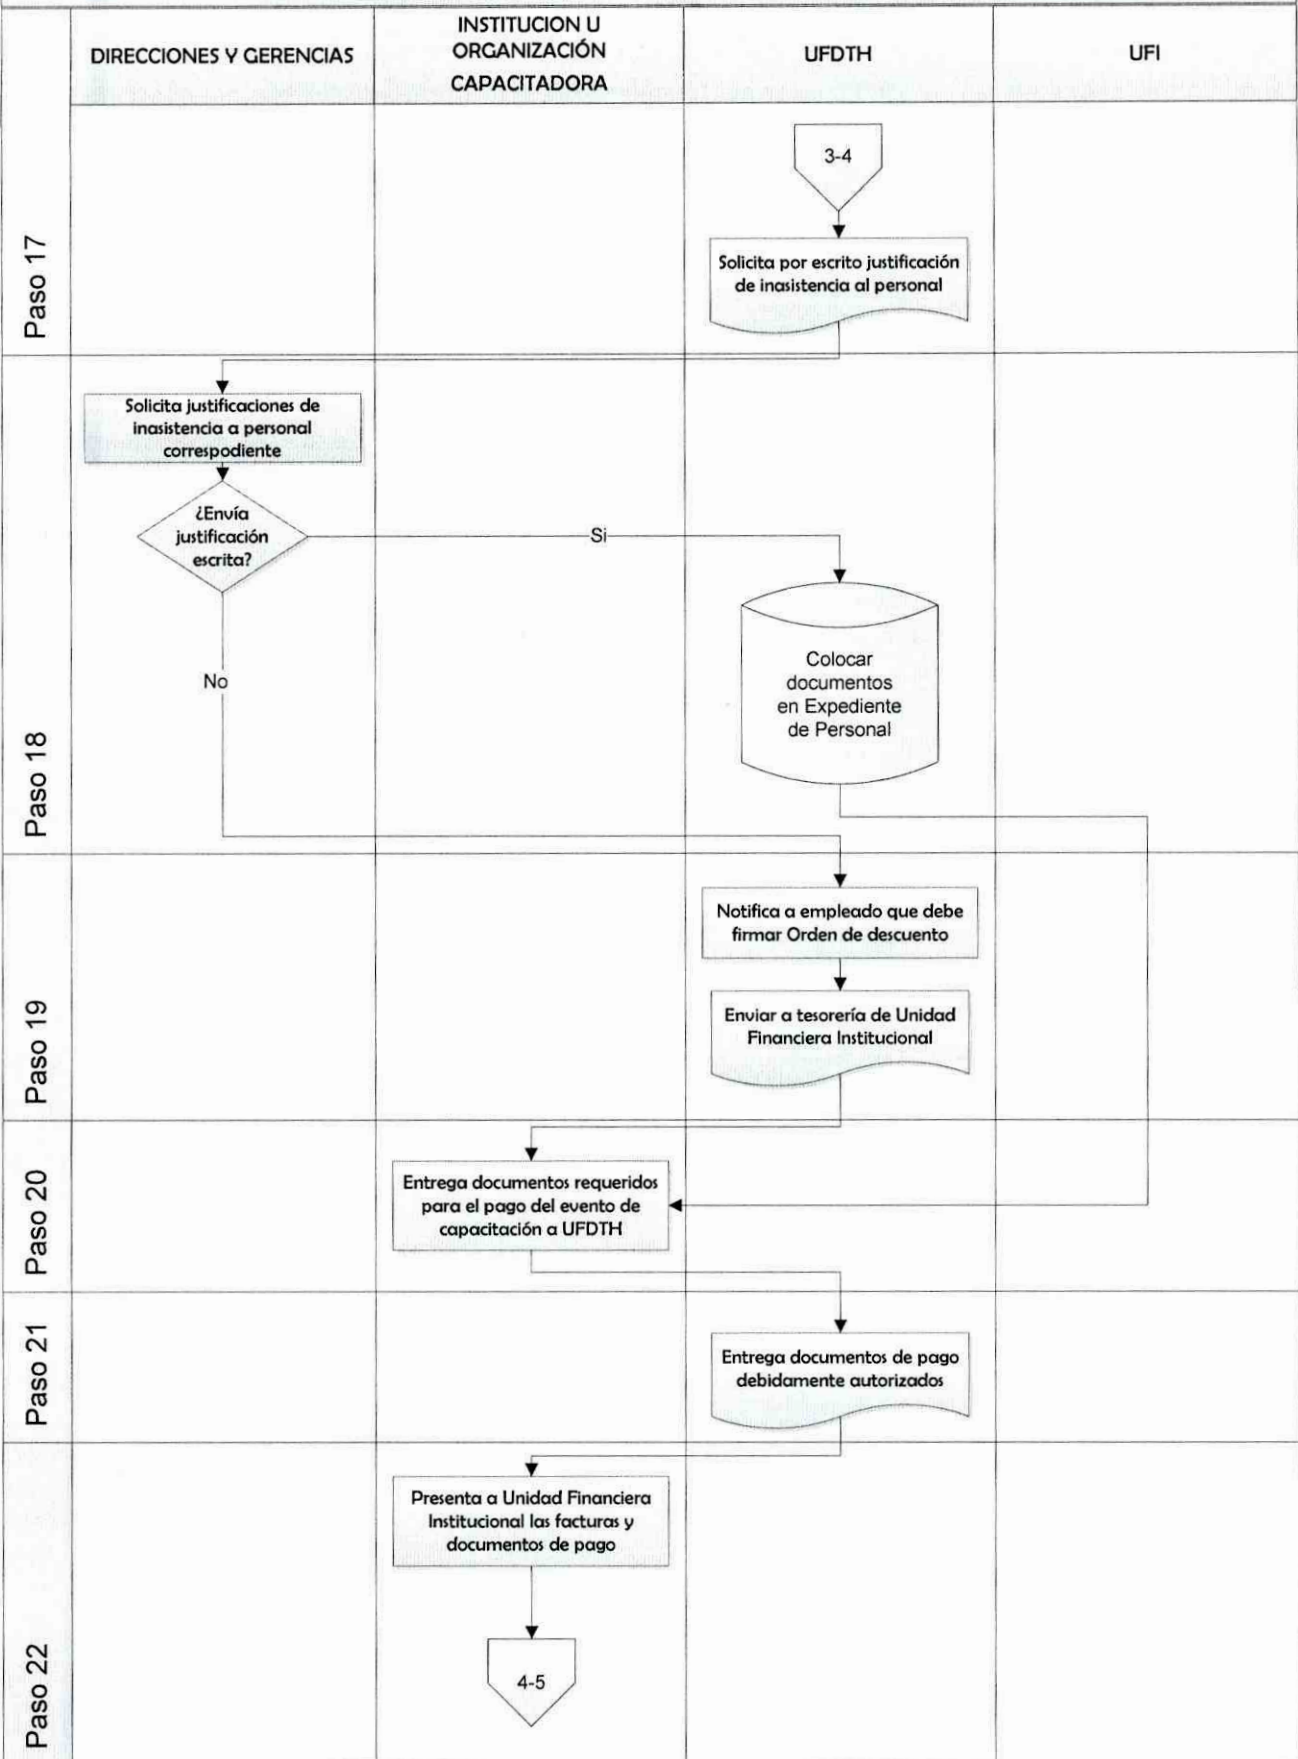 DIRECCIONES Y GERENCIAS
INSTITUCION U
ORGANIZACIÓN
CAPACITADORA
UFDTH
UFI
Paso 17
3-4
Solicita por escrito justificación
de inasistencia al personal
Paso 18
Solicita justificaciones de
inasistencia a personal
correspodiente
¿Envía
justificación
escrita?
Si
No
Colocar
documentos
en Expediente
de Personal
Paso 19
Notifica a empleado que debe
firmar Orden de descuento
Enviar a tesorería de Unidad
Financiera Institucional
Paso 20
Entrega documentos requeridos
para el pago del evento de
capacitación a UFDTH
Paso 21
Entrega documentos de pago
debidamente autorizados
Paso 22
Presenta a Unidad Financiera
Institucional las facturas y
documentos de pago
4-5